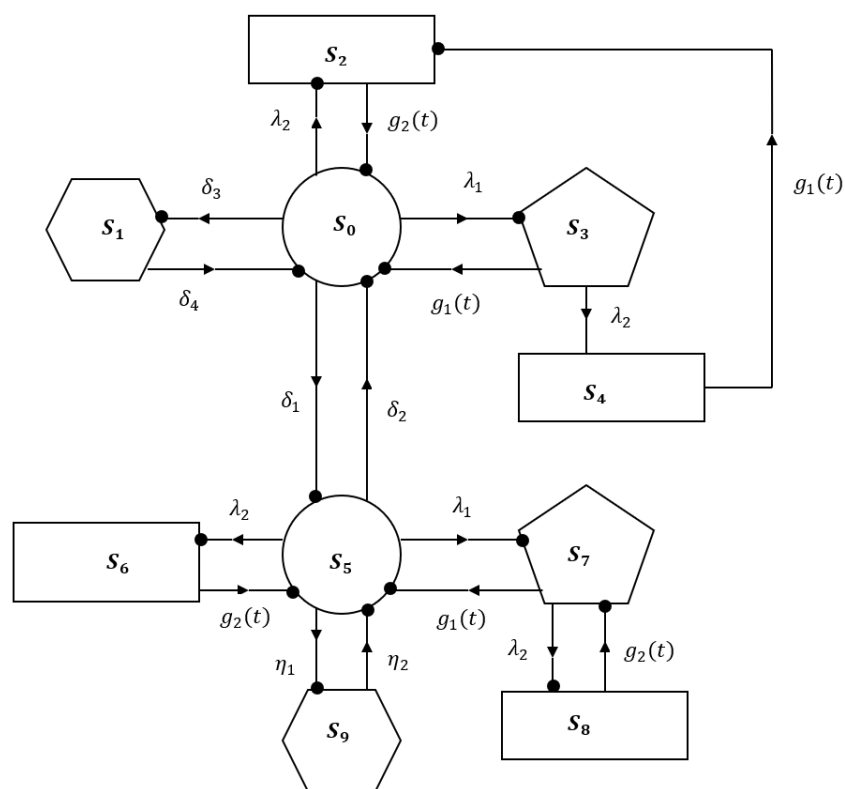 S₂
λ₂
g₂(t)
g₁(t)
δ₃
λ₁
S₁
S₀
S₃
δ₄
g₁(t)
λ₂
δ₁
δ₂
S₄
λ₂
λ₁
S₆
S₅
S₇
g₂(t)
g₁(t)
η₁
η₂
λ₂
g₂(t)
S₉
S₈